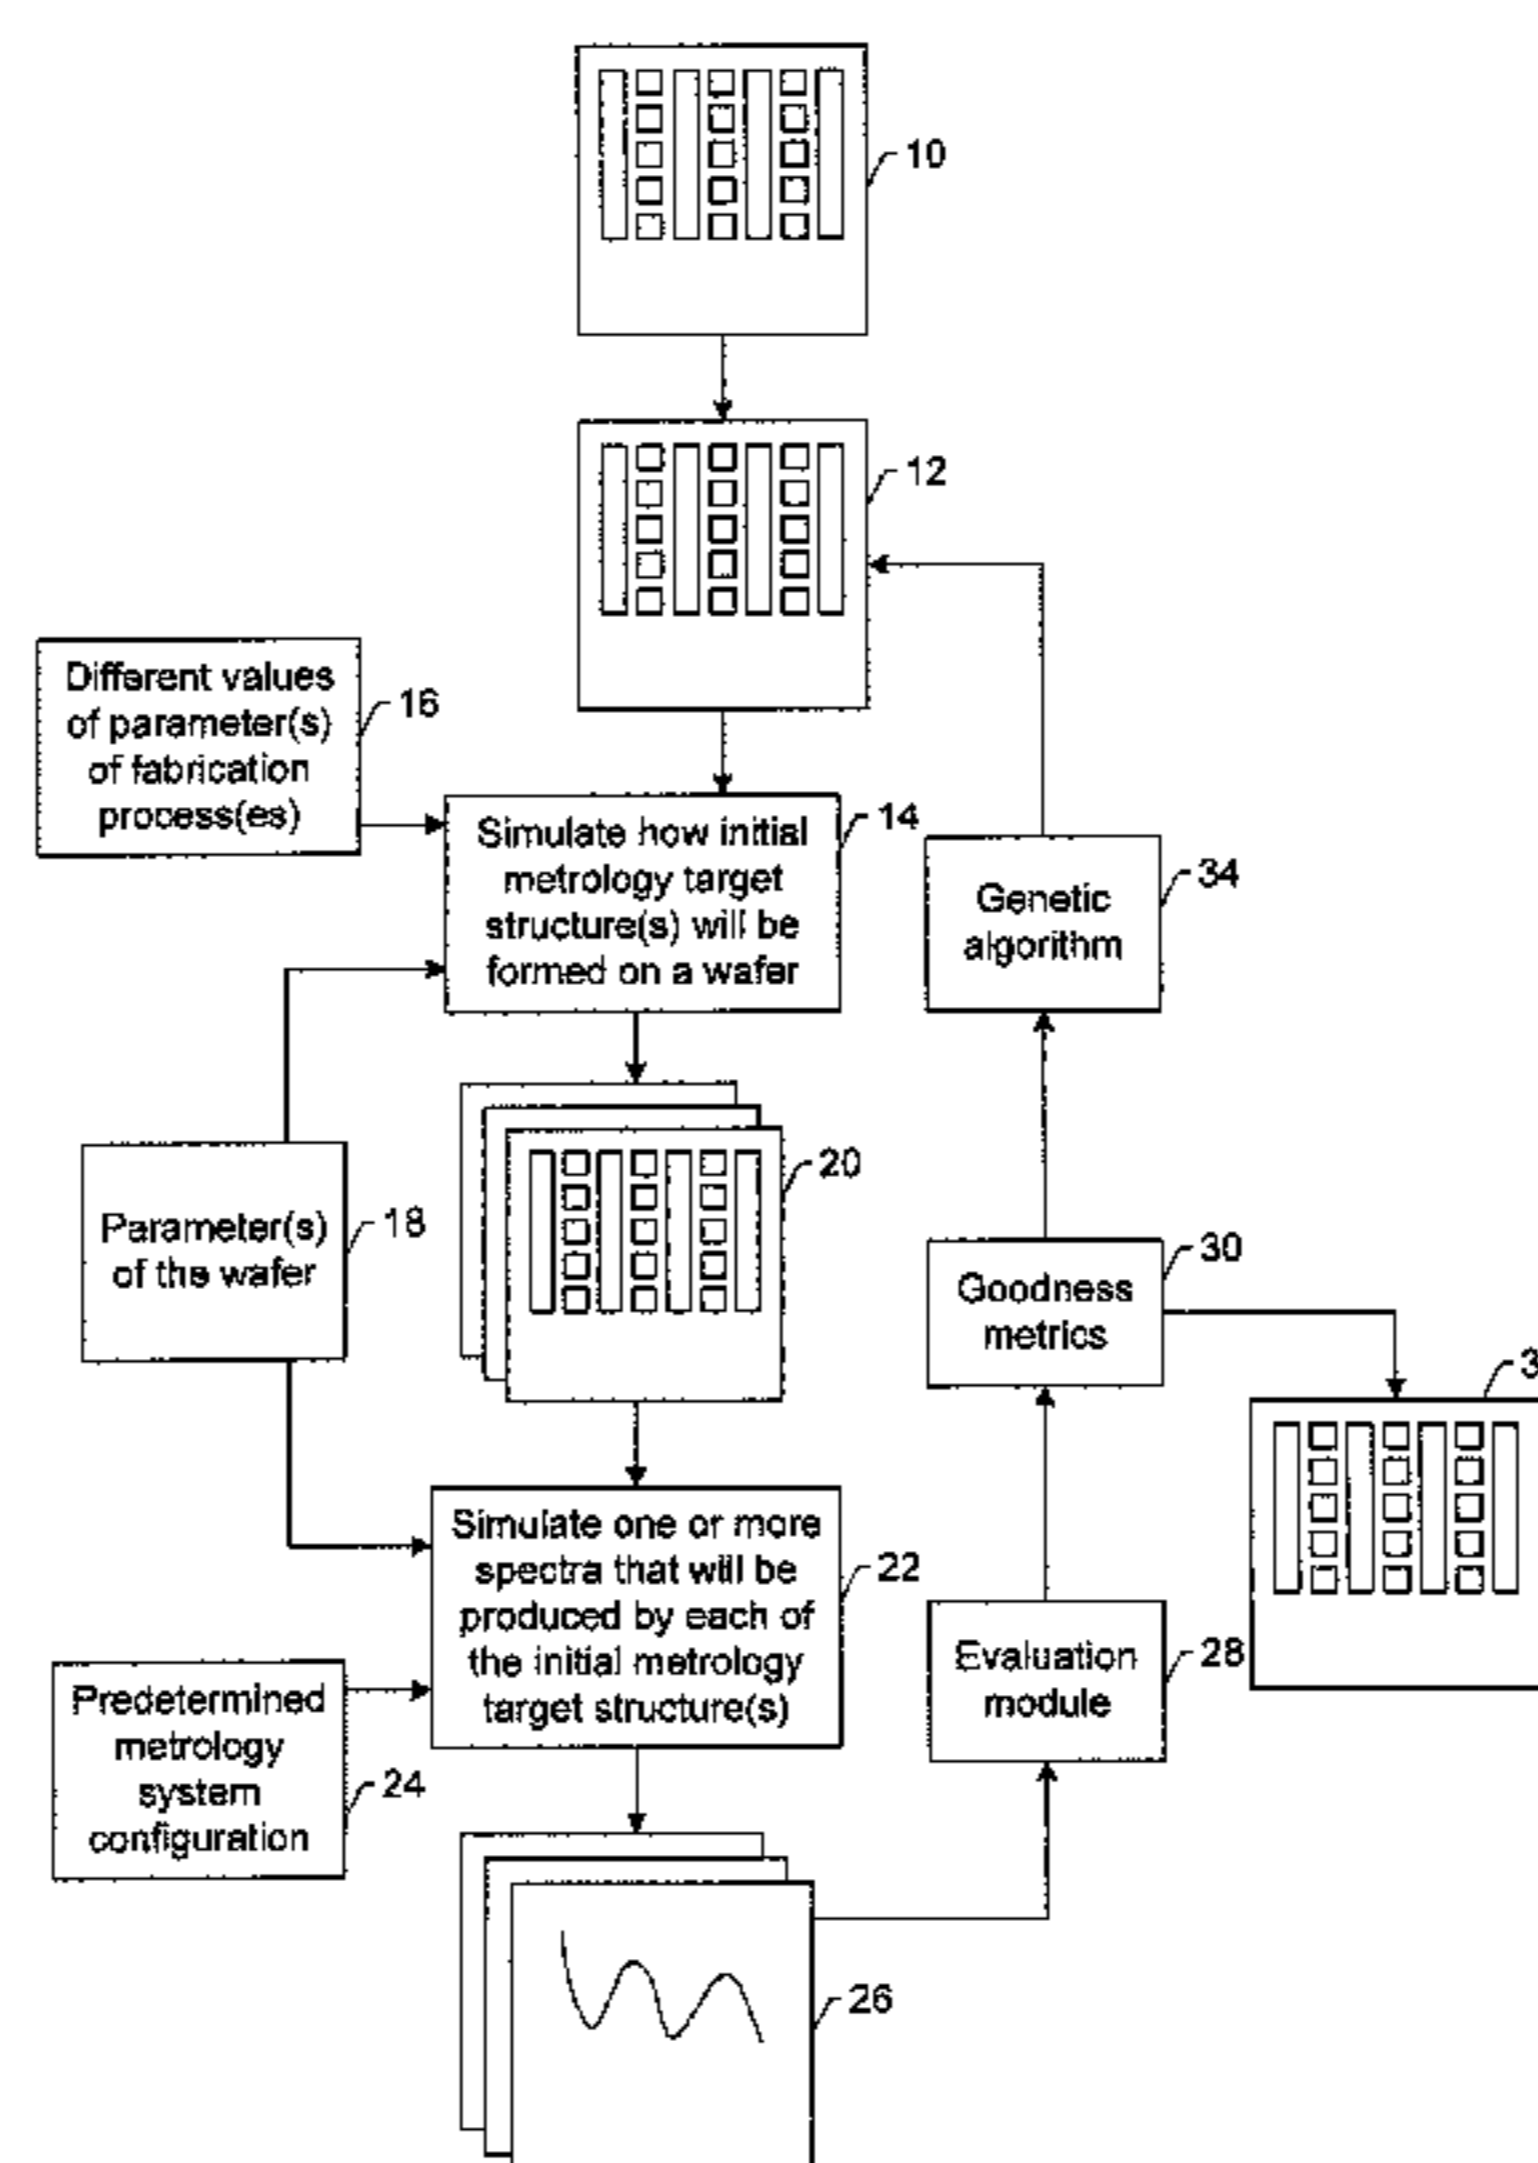 10
12
Different values
of parameter(s)
of fabrication
process(es)
16
Simulate how initial
metrology target
structure(s) will be
formed on a wafer
14
Genetic
algorithm
34
20
Parameter(s)
of the wafer
18
Goodness
metrics
30
Simulate one or more
spectra that will be
produced by each of
the initial metrology
target structure(s)
22
Evaluation
module
28
Predetermined
metrology
system
configuration
24
26